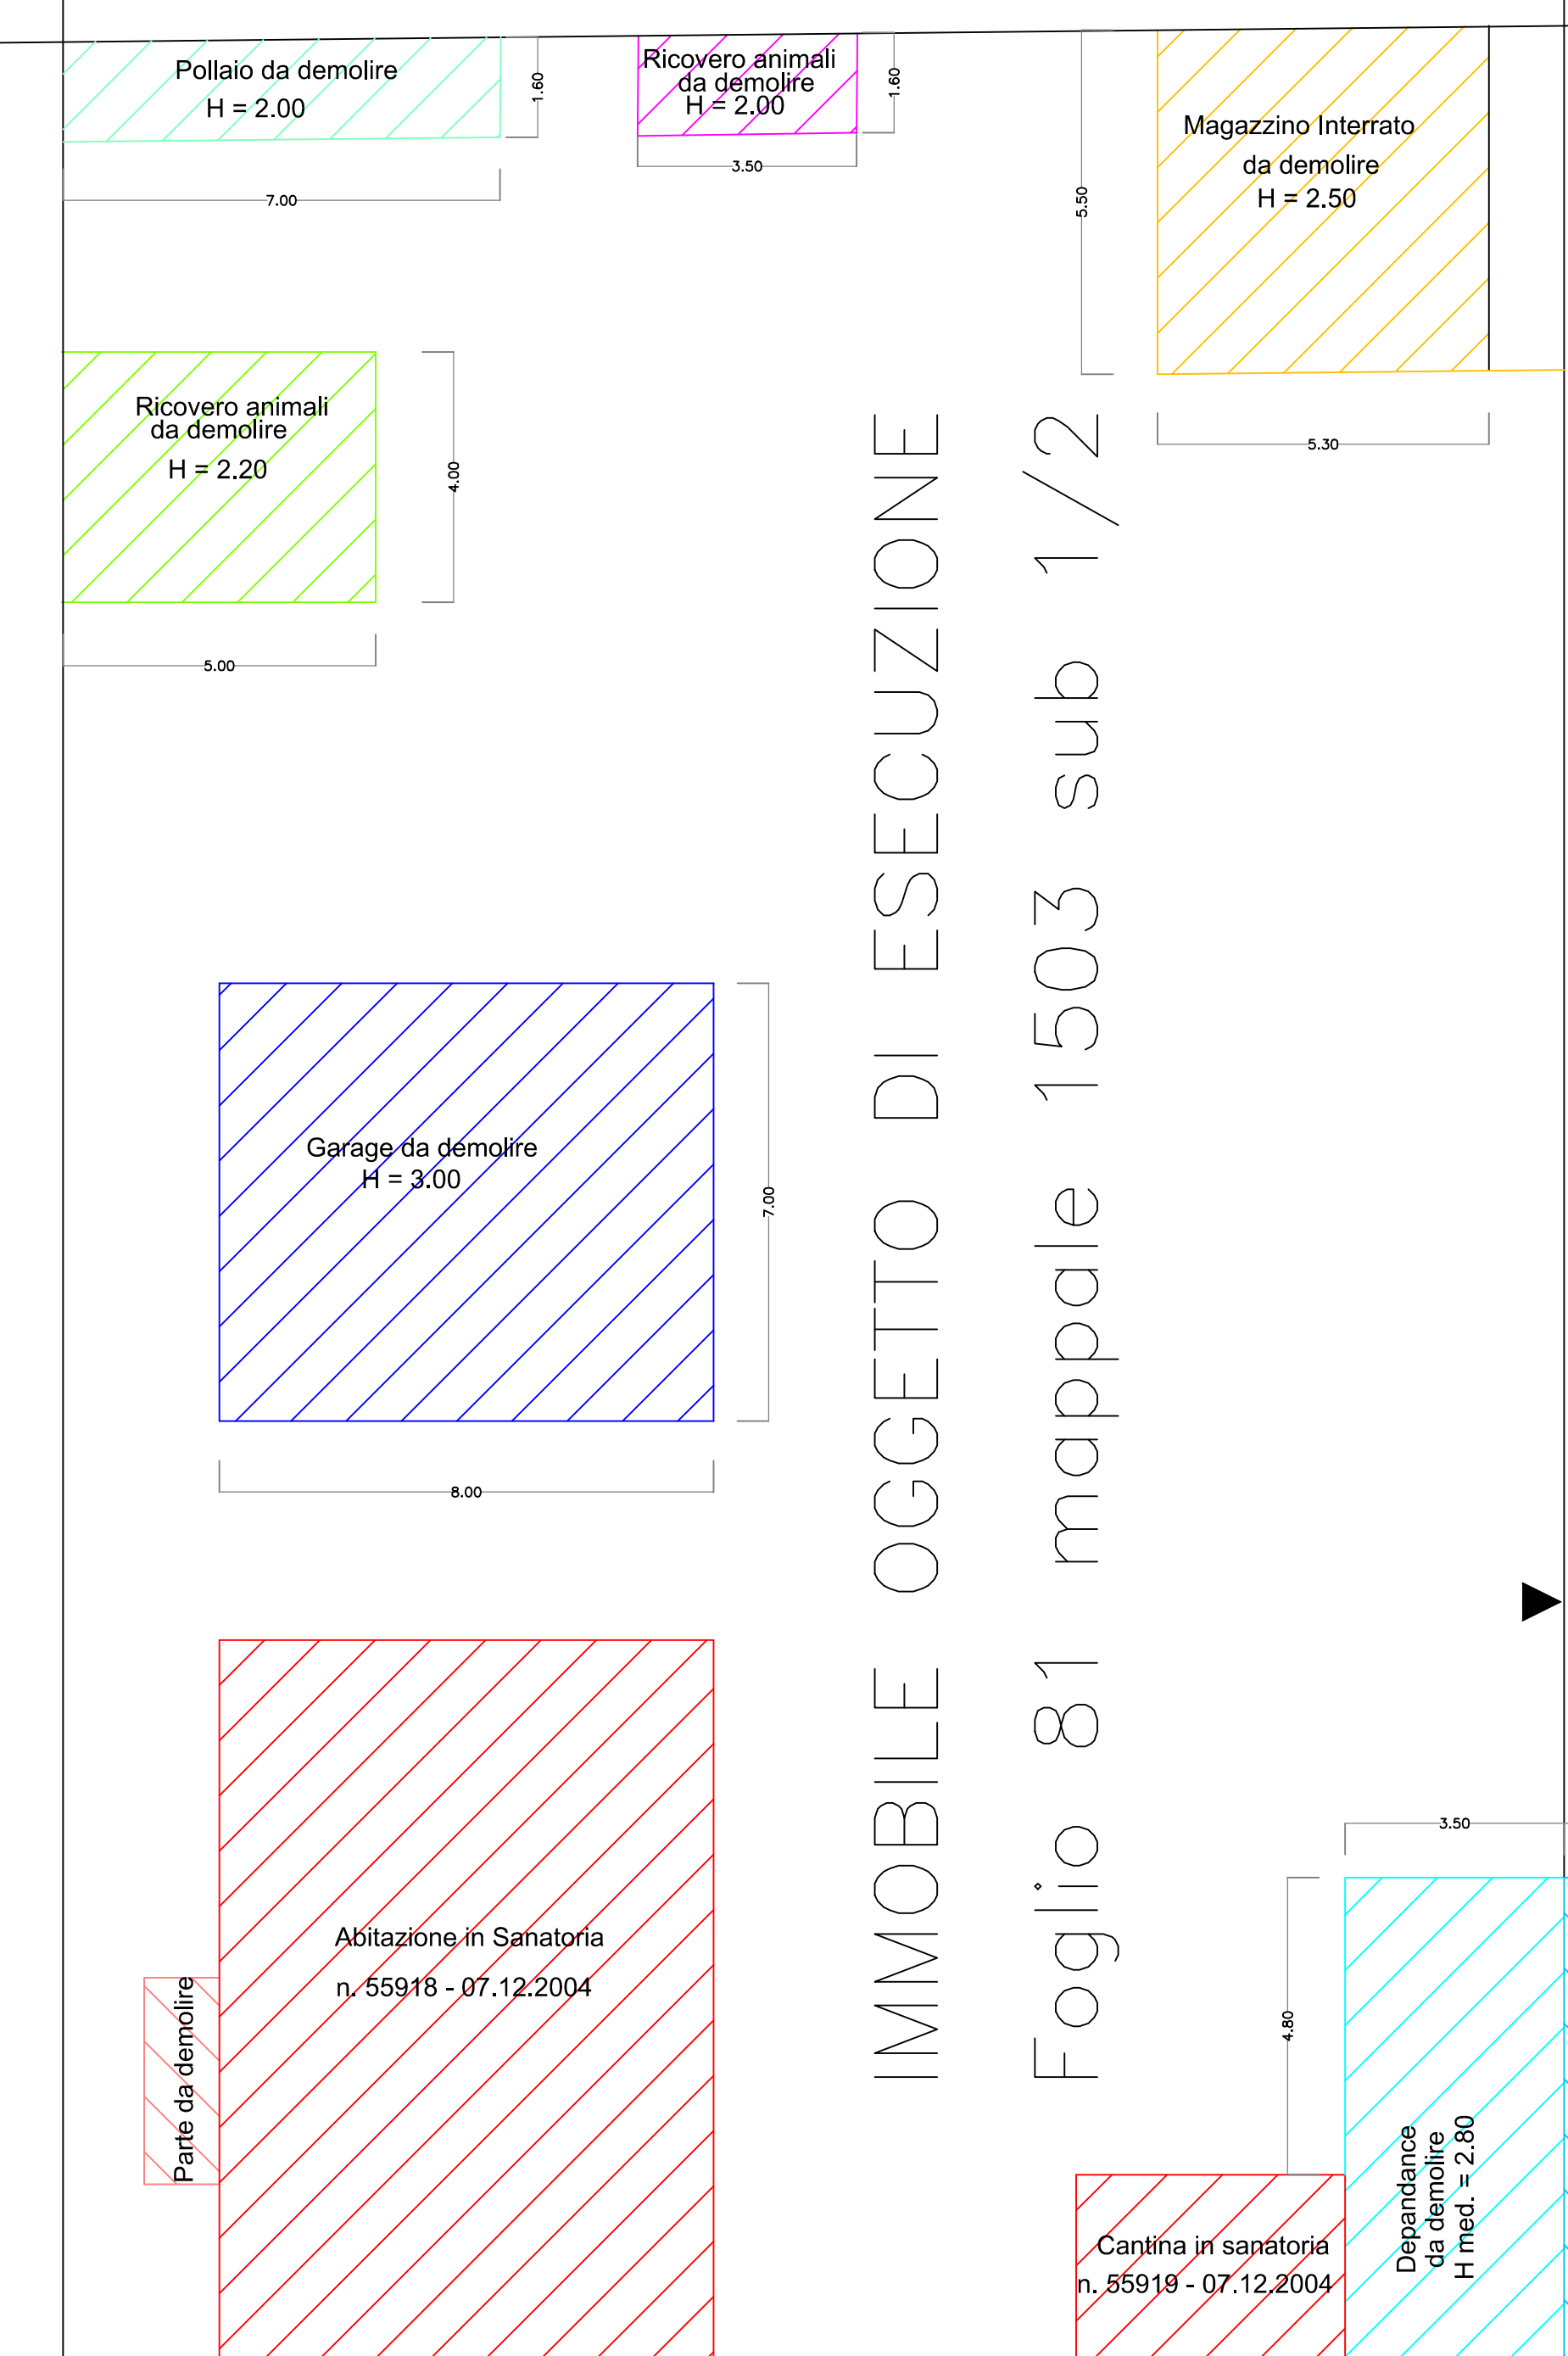 Pollaio da demolire
H = 2.00
1.60
7.00
Ricovero animali
da demolire
H = 2.00
1.60
3.50
Magazzino Interrato
da demolire
H = 2.50
5.50
5.30
Ricovero animali
da demolire
H = 2.20
4.00
5.00
Garage da demolire
H = 3.00
7.00
8.00
IMMOBILE OGGETTO DI ESECUZIONE
Foglio 81 mappale 1503 sub 1/2
Abitazione in Sanatoria
n. 55918 - 07.12.2004
Parte da demolire
3.50
4.80
Cantina in sanatoria
n. 55919 - 07.12.2004
Depandance
da demolire
H med. = 2.80